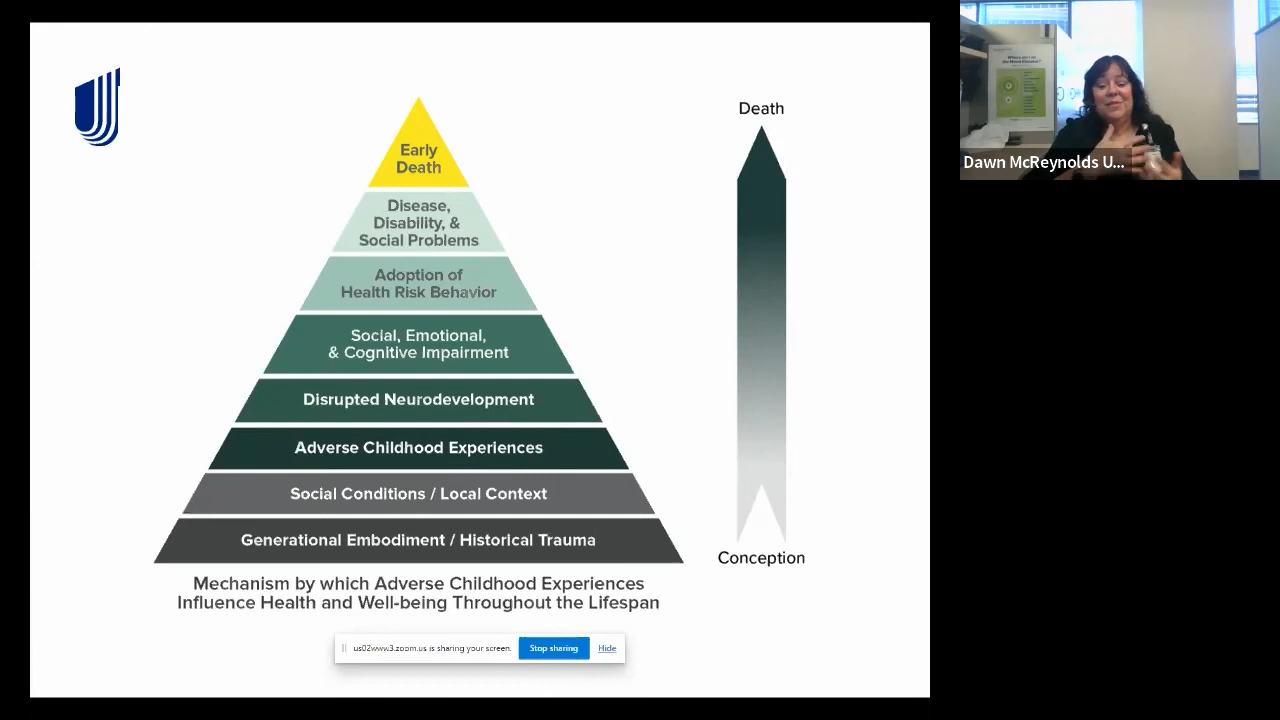 Early
Death
Disease,
Disability, &
Social Problems
Adoption of
Health Risk Behavior
Social, Emotional,
& Cognitive Impairment
Disrupted Neurodevelopment
Adverse Childhood Experiences
Social Conditions / Local Context
Generational Embodiment / Historical Trauma
Mechanism by which Adverse Childhood Experiences
Influence Health and Well-being Throughout the Lifespan
Death
Conception
us02www3.zoom.us is sharing your screen.
Stop sharing
Hide
Dawn McReynolds U...